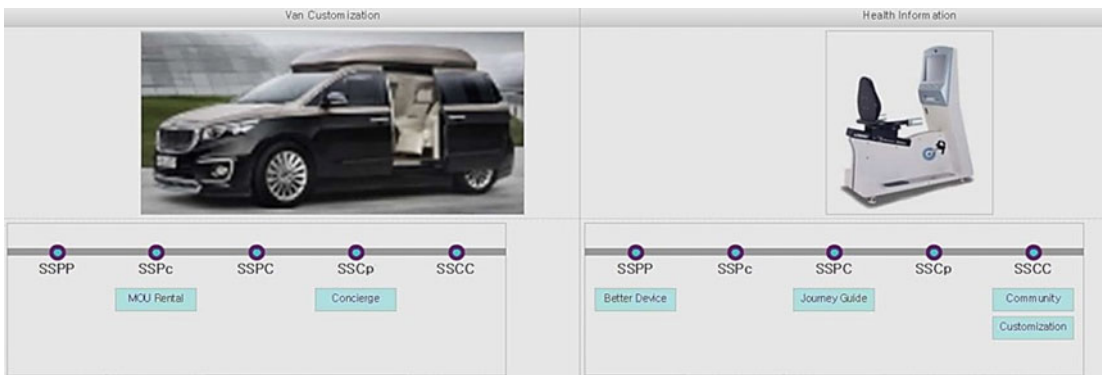 Van Customization
Health Information
SSPP SSPc SSPC SSCp SSCC
MOU Rental Concierge
SSPP SSPc SSPC SSCp SSCC
Better Device Journey Guide Community
Customization